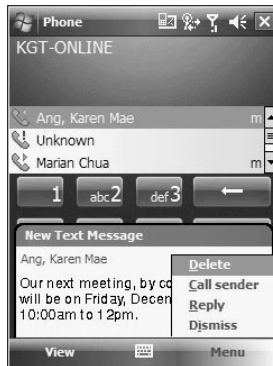 Phone
KGT-ONLINE
Ang, Karen Mae m
Unknown
Marian Chua m
1 abc2 def3
New Text Message
Ang, Karen Mae
Our next meeting, by co
will be on Friday, Decen
10:00am to 12pm.
Delete
Call sender
Reply
Dismiss
View Menu